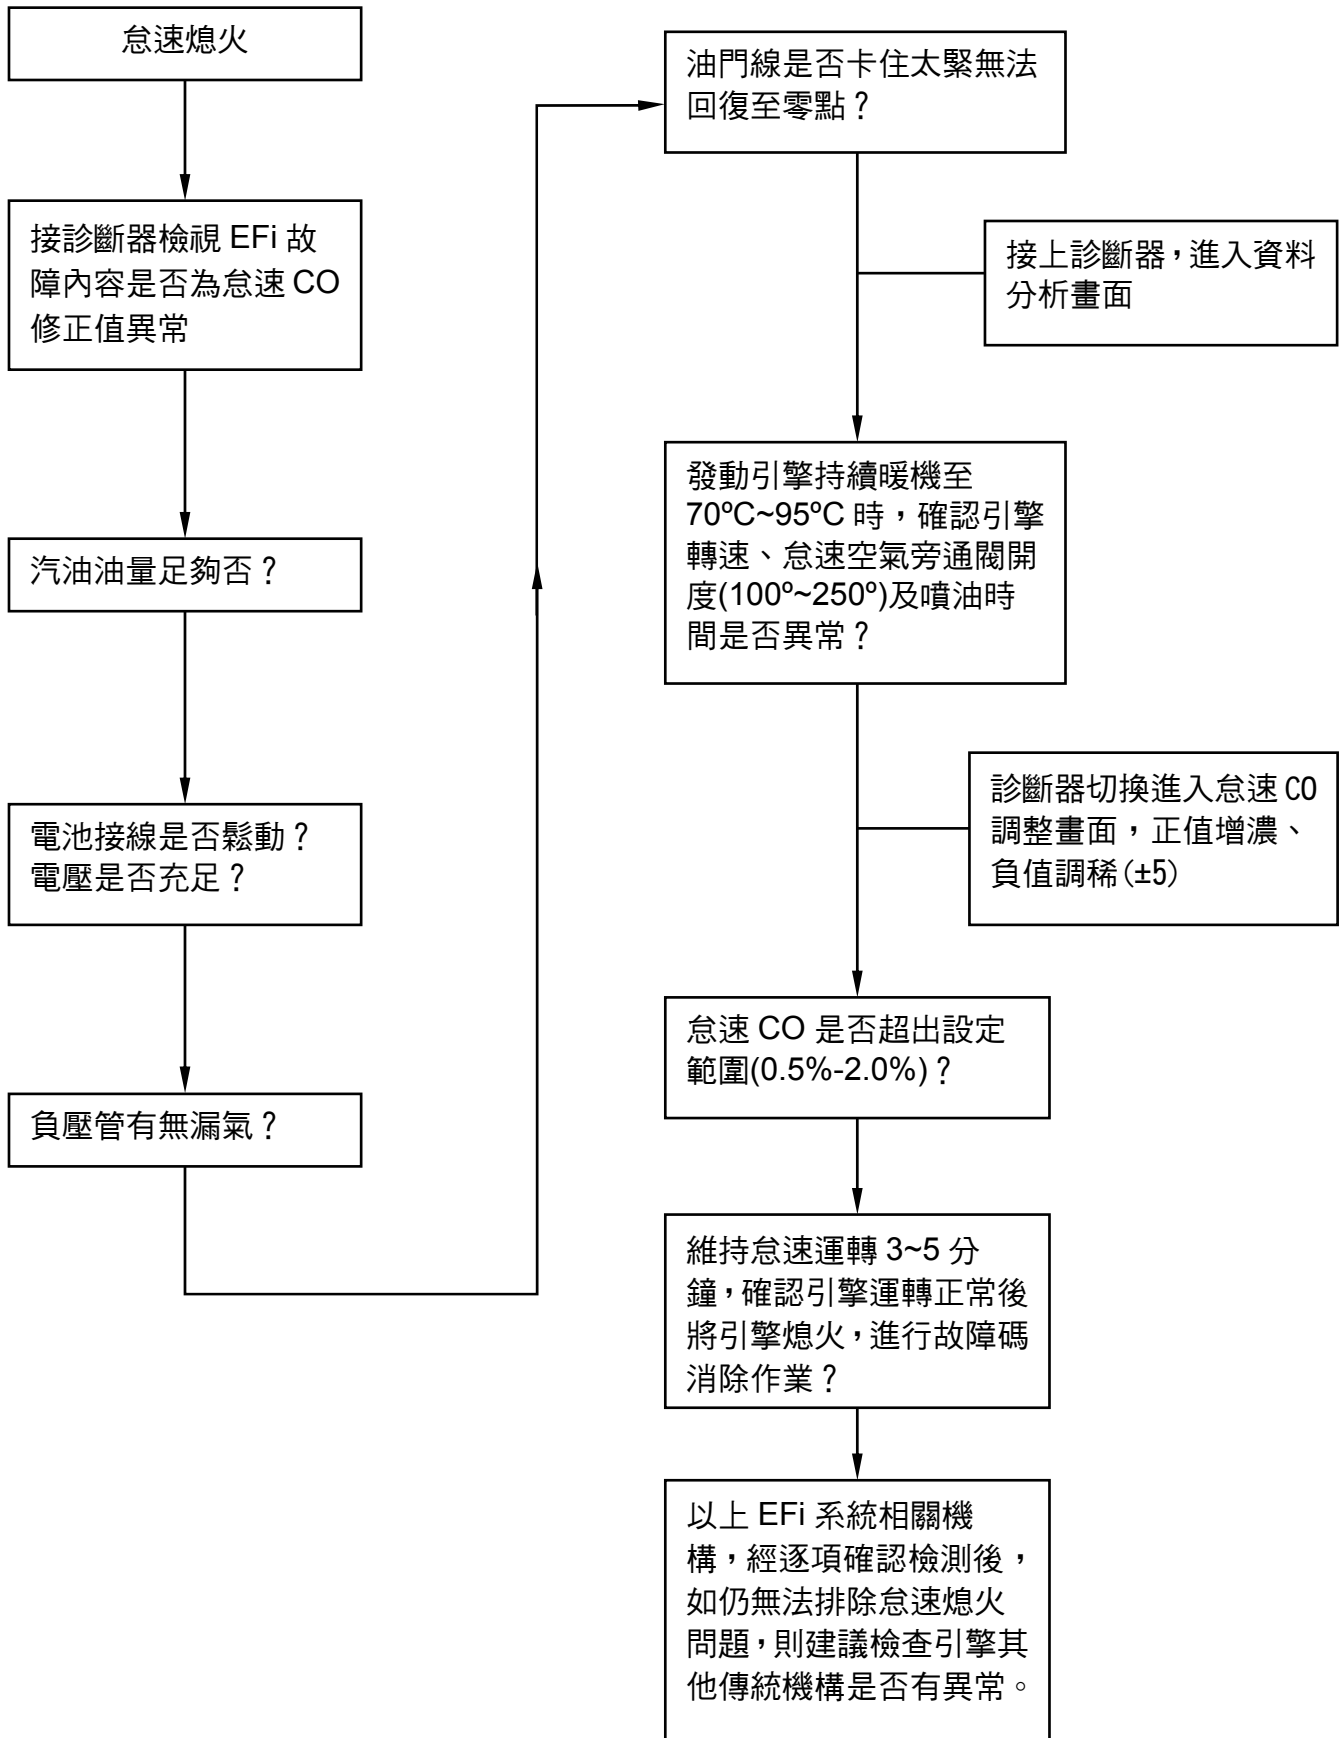 怠速熄火
接診斷器檢視 EFi 故
障內容是否為怠速 CO
修正值異常
汽油油量足夠否？
電池接線是否鬆動？
電壓是否充足？
負壓管有無漏氣？
油門線是否卡住太緊無法
回復至零點？
接上診斷器，進入資料
分析畫面
發動引擎持續暖機至
70ºC~95ºC 時，確認引擎
轉速、怠速空氣旁通閥開
度(100º~250º)及噴油時
間是否異常？
診斷器切換進入怠速 CO
調整畫面，正值增濃、
負值調稀(±5)
怠速 CO 是否超出設定
範圍(0.5%-2.0%)？
維持怠速運轉 3~5 分
鐘，確認引擎運轉正常後
將引擎熄火，進行故障碼
消除作業？
以上 EFi 系統相關機
構，經逐項確認檢測後，
如仍無法排除怠速熄火
問題，則建議檢查引擎其
他傳統機構是否有異常。